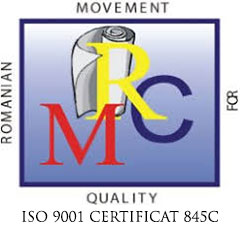 MOVEMENT
ROMANIAN
FOR
MRC
QUALITY
ISO 9001 CERTIFICAT 845C